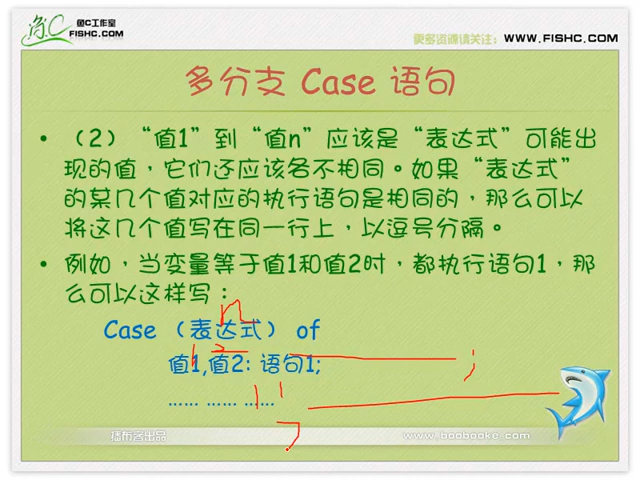 鱼C工作室
FISHC.COM
更多资源请关注：WWW.FISHC.COM
多分支 Case 语句
• （2）“值1”到“值n”应该是“表达式”可能出
现的值，它们还应该各不相同。如果“表达式”
的某几个值对应的执行语句是相同的，那么可以
将这几个值写在同一行上，以逗号分隔。
• 例如，当变量等于值1和值2时，都执行语句1，那
么可以这样写：
Case （表达式） of
值1,值2: 语句1;
…… …… ……
播布客出品
www.boobooke.com